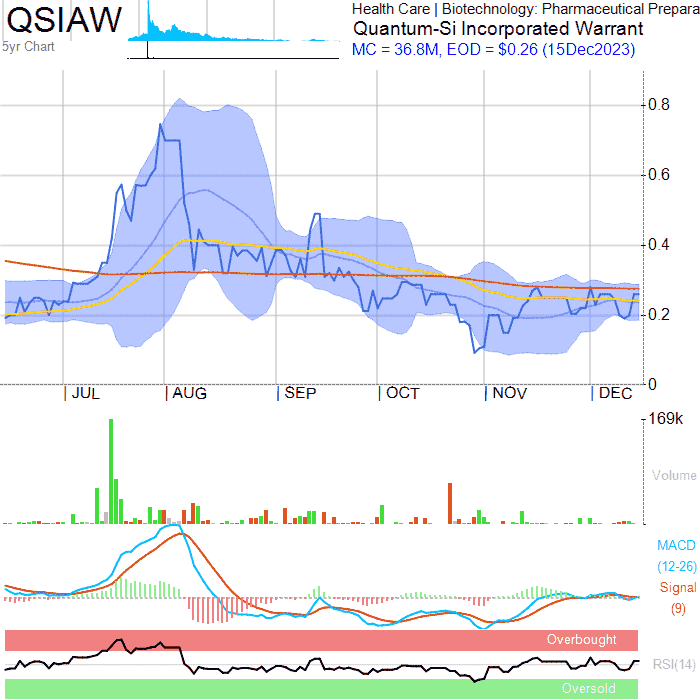 QSIAW
5yr Chart
Health Care | Biotechnology: Pharmaceutical Prepara
Quantum-Si Incorporated Warrant
MC = 36.8M, EOD = $0.26 (15Dec2023)
0.8
0.6
0.4
0.2
0
JUL AUG SEP OCT NOV DEC
169k
Volume
MACD
(12-26)
Signal
(9)
Overbought
RSI(14)
Oversold